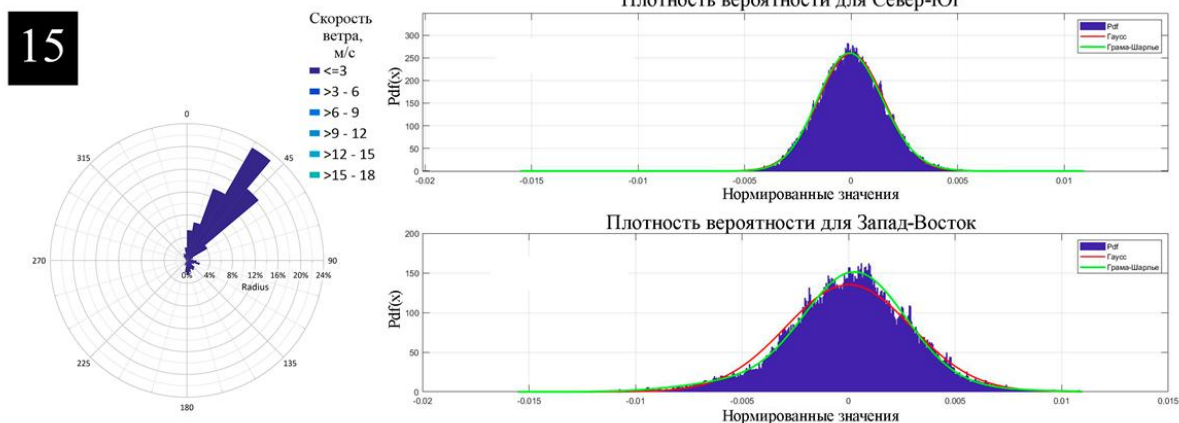 15
Скорость
ветра,
м/с
<=3
>3 - 6
>6 - 9
>9 - 12
>12 - 15
>15 - 18
0
45
90
135
180
225
270
315
0% 4% 8% 12% 16% 20% 24%
Radius
Плотность вероятности для Север-Юг
Pdf(x)
300
250
200
150
100
50
0
-0.02 -0.015 -0.01 -0.005 0 0.005 0.01
Нормированные значения
Pdf
Гаусс
Грама-Шарлье
Плотность вероятности для Запад-Восток
Pdf(x)
200
150
100
50
0
-0.02 -0.015 -0.01 -0.005 0 0.005 0.01 0.015
Нормированные значения
Pdf
Гаусс
Грама-Шарлье